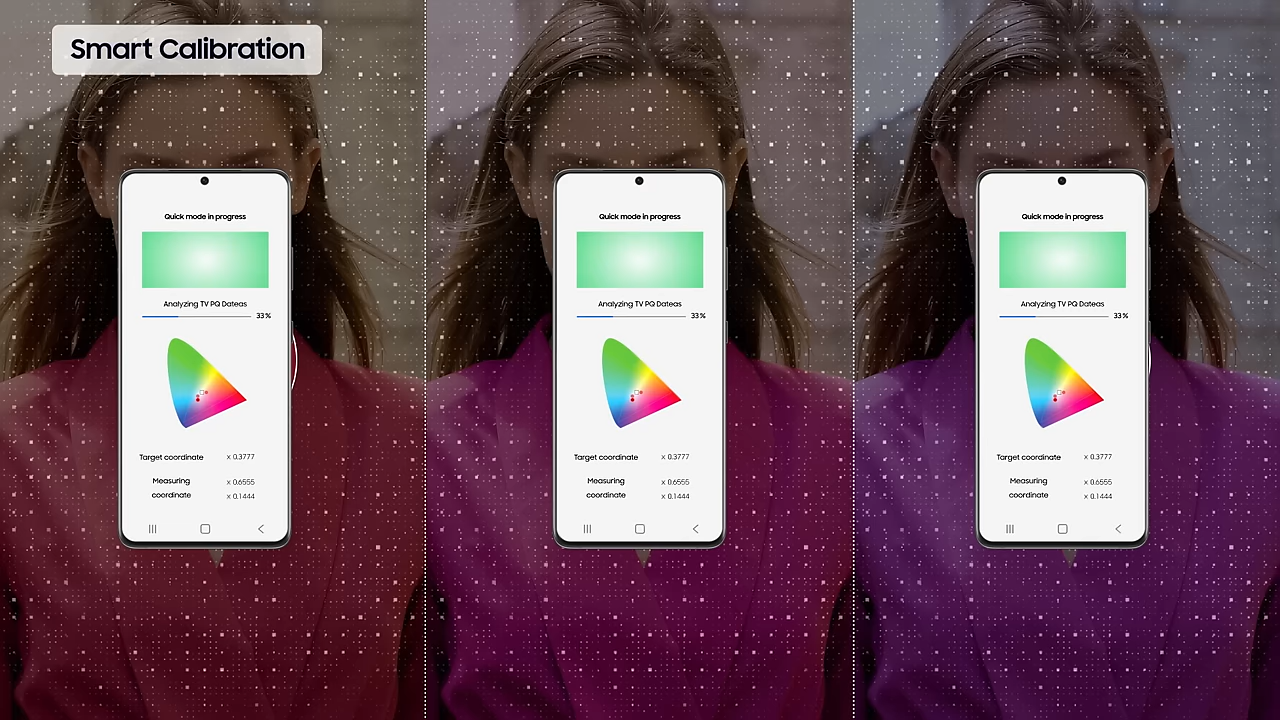 Smart Calibration
Quick mode in progress
Analyzing TV PQ Dateas
33%
Target coordinate x 0.3777
Measuring x 0.6555
coordinate x 0.1444
Quick mode in progress
Analyzing TV PQ Dateas
33%
Target coordinate x 0.3777
Measuring x 0.6555
coordinate x 0.1444
Quick mode in progress
Analyzing TV PQ Dateas
33%
Target coordinate x 0.3777
Measuring x 0.6555
coordinate x 0.1444